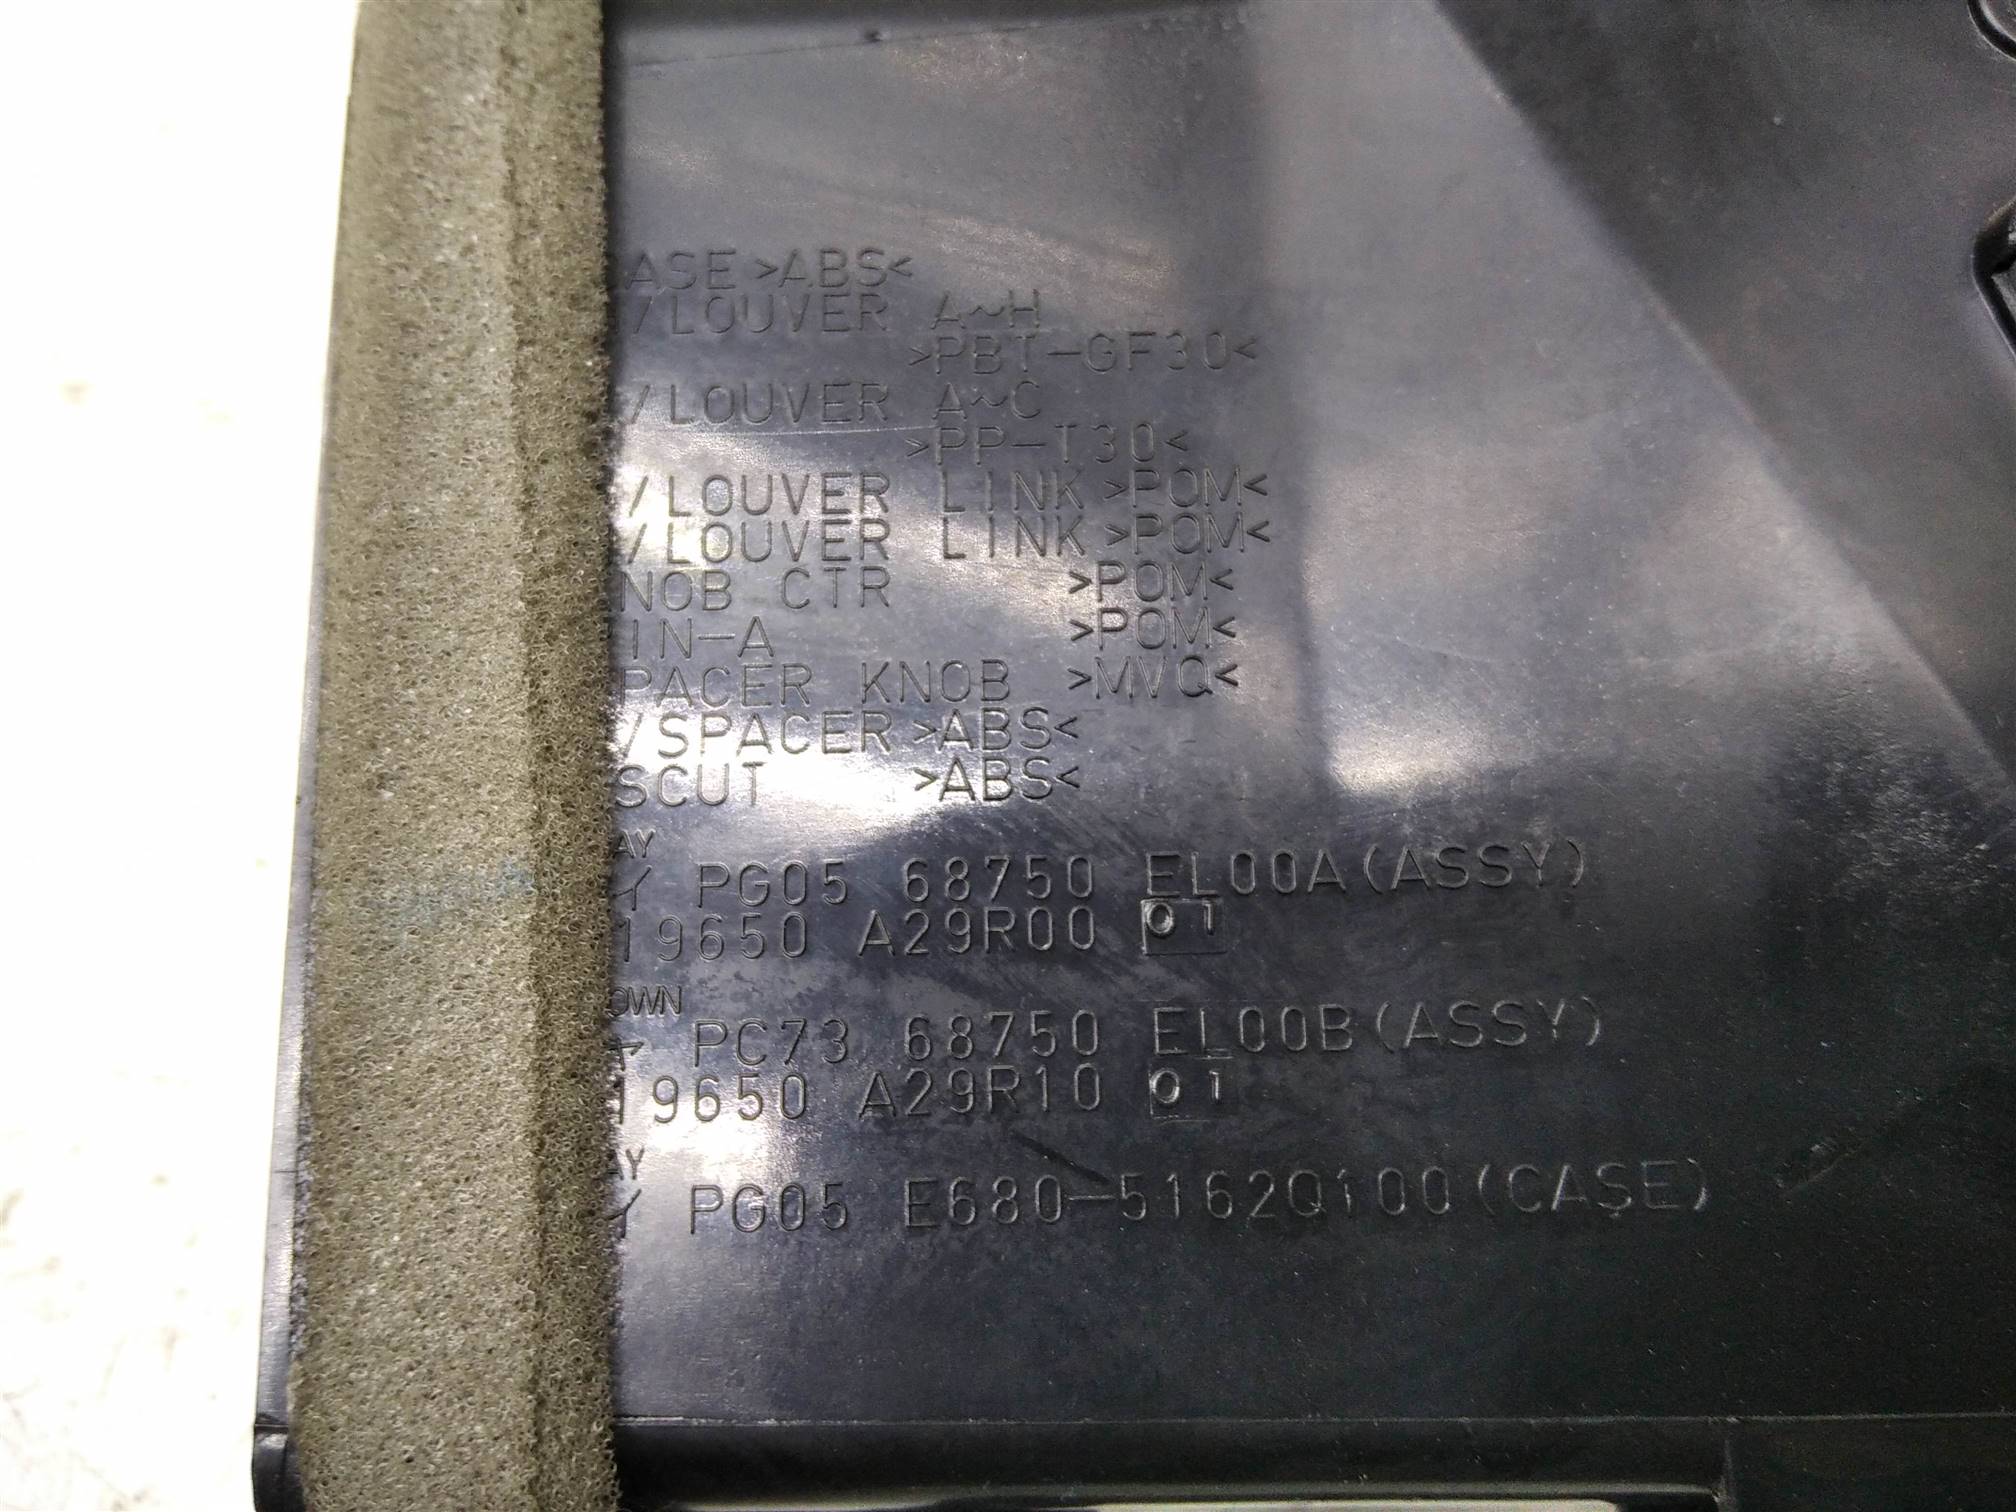 ASE >ABS<
/LOUVER A~H
>PBT-GF30<
/LOUVER A~C
>PP-T30<
/LOUVER LINK >POM<
/LOUVER LINK >POM<
NOB CTR >POM<
IN-A >POM<
PACER KNOB >MVQ<
/SPACER >ABS<
SCUT >ABS<
AY
イ PG05 68750 EL00A(ASSY)
19650 A29R00 01
OWN
PC73 68750 EL00B(ASSY)
19650 A29R10 01
AY
イ PG05 E680-5162Q100(CASE)